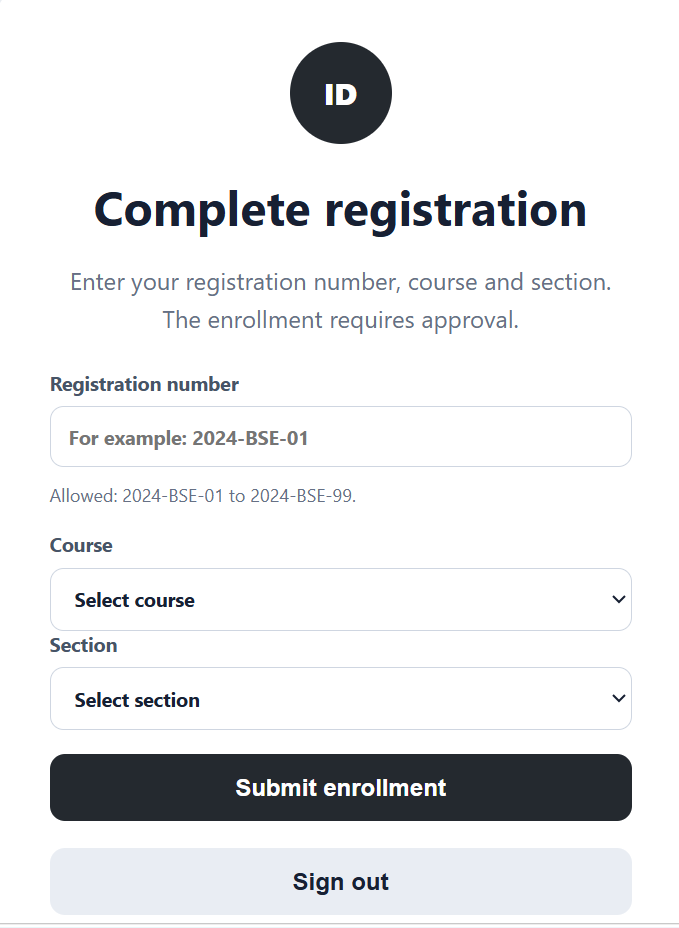 ID
Complete registration
Enter your registration number, course and section.
The enrollment requires approval.
Registration number
For example: 2024-BSE-01
Allowed: 2024-BSE-01 to 2024-BSE-99.
Course
Select course
Section
Select section
Submit enrollment
Sign out